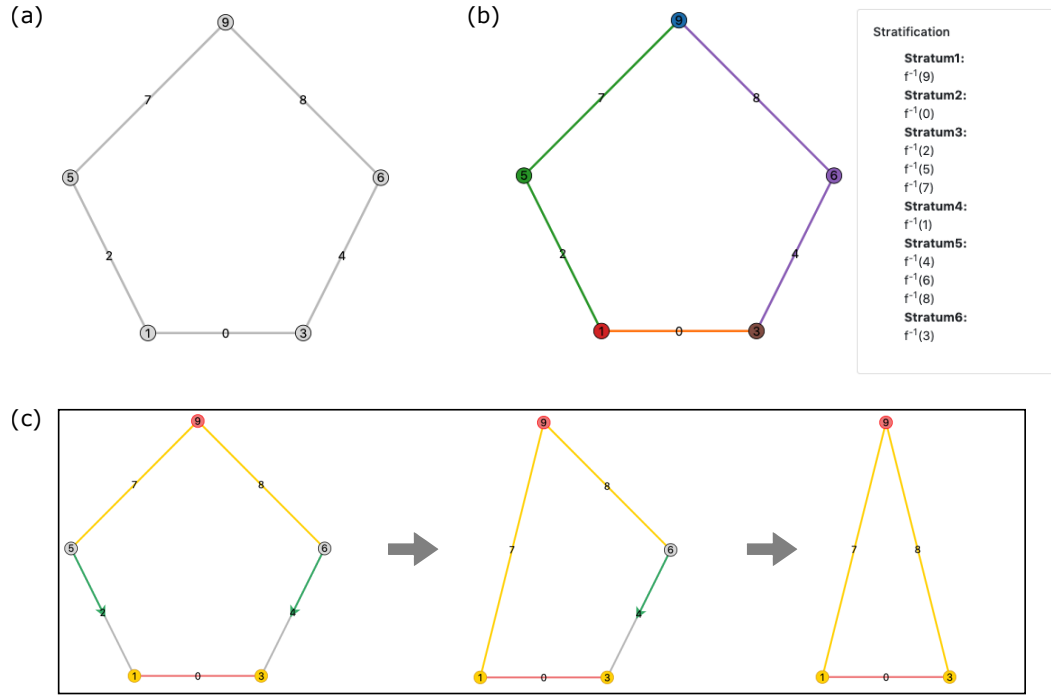 (a)
9
7
8
5
6
2
4
1
0
3
(b)
9
7
8
5
6
2
4
1
0
3
Stratification
Stratum1:
f⁻¹(9)
Stratum2:
f⁻¹(0)
Stratum3:
f⁻¹(2)
f⁻¹(5)
f⁻¹(7)
Stratum4:
f⁻¹(1)
Stratum5:
f⁻¹(4)
f⁻¹(6)
f⁻¹(8)
Stratum6:
f⁻¹(3)
(c)
9
7
8
5
6
2
4
1
0
3
9
8
7
6
4
1
0
3
9
7
8
1
0
3